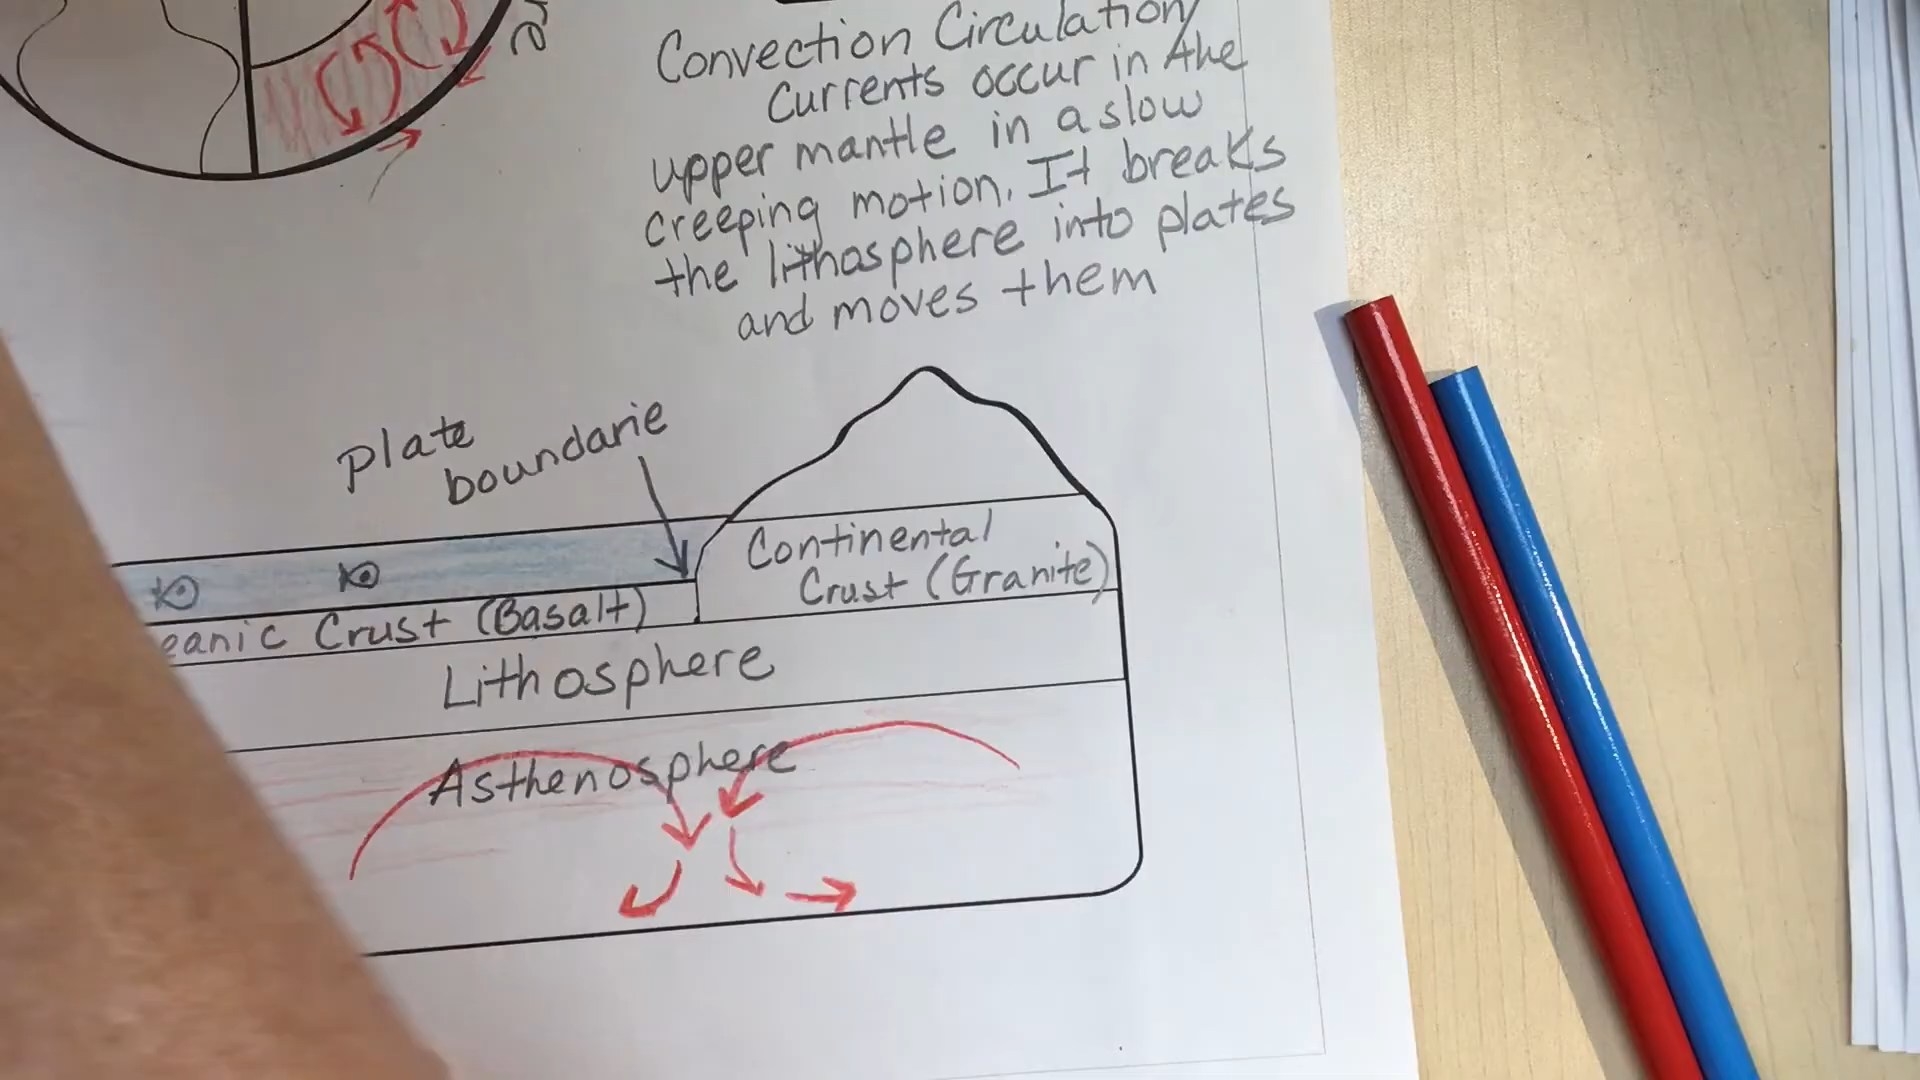 Convection Circulation
Currents occur in the
upper mantle in a slow
creeping motion. It breaks
the lithosphere into plates
and moves them
plate
boundarie
Continental
Crust (Granite)
eanic Crust (Basalt)
Lithosphere
Asthenosphere